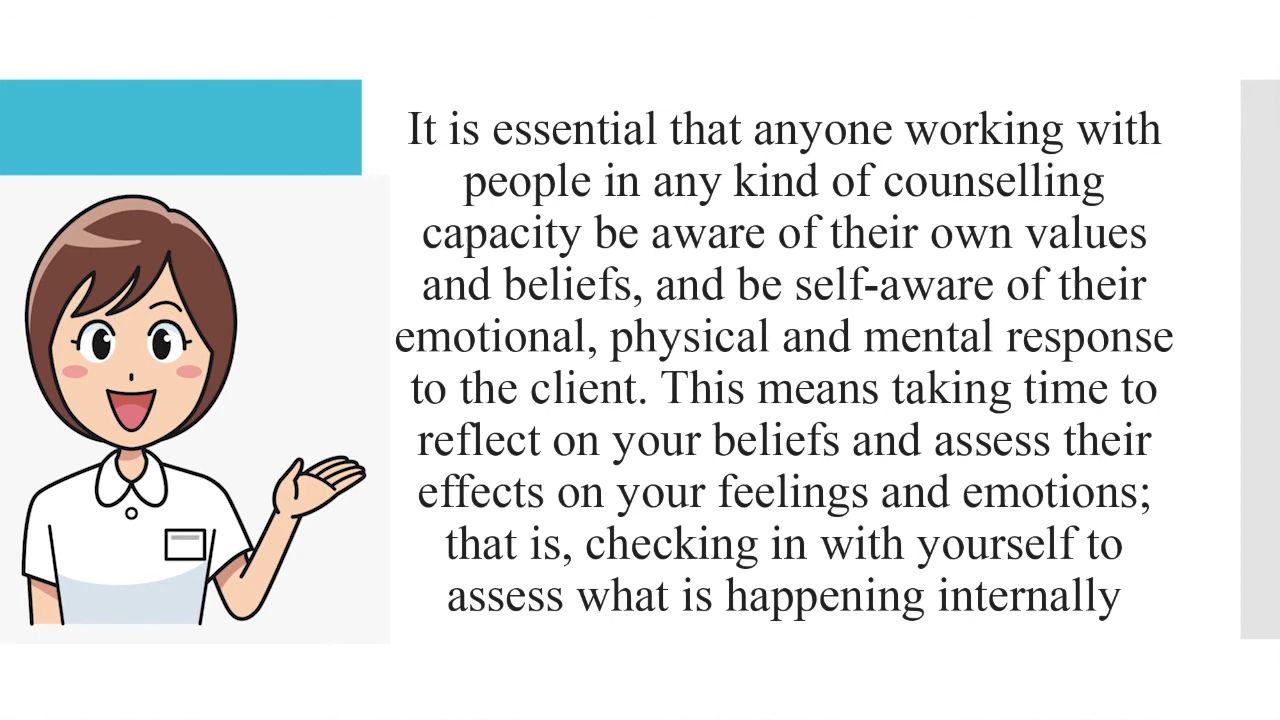 It is essential that anyone working with
people in any kind of counselling
capacity be aware of their own values
and beliefs, and be self-aware of their
emotional, physical and mental response
to the client. This means taking time to
reflect on your beliefs and assess their
effects on your feelings and emotions;
that is, checking in with yourself to
assess what is happening internally